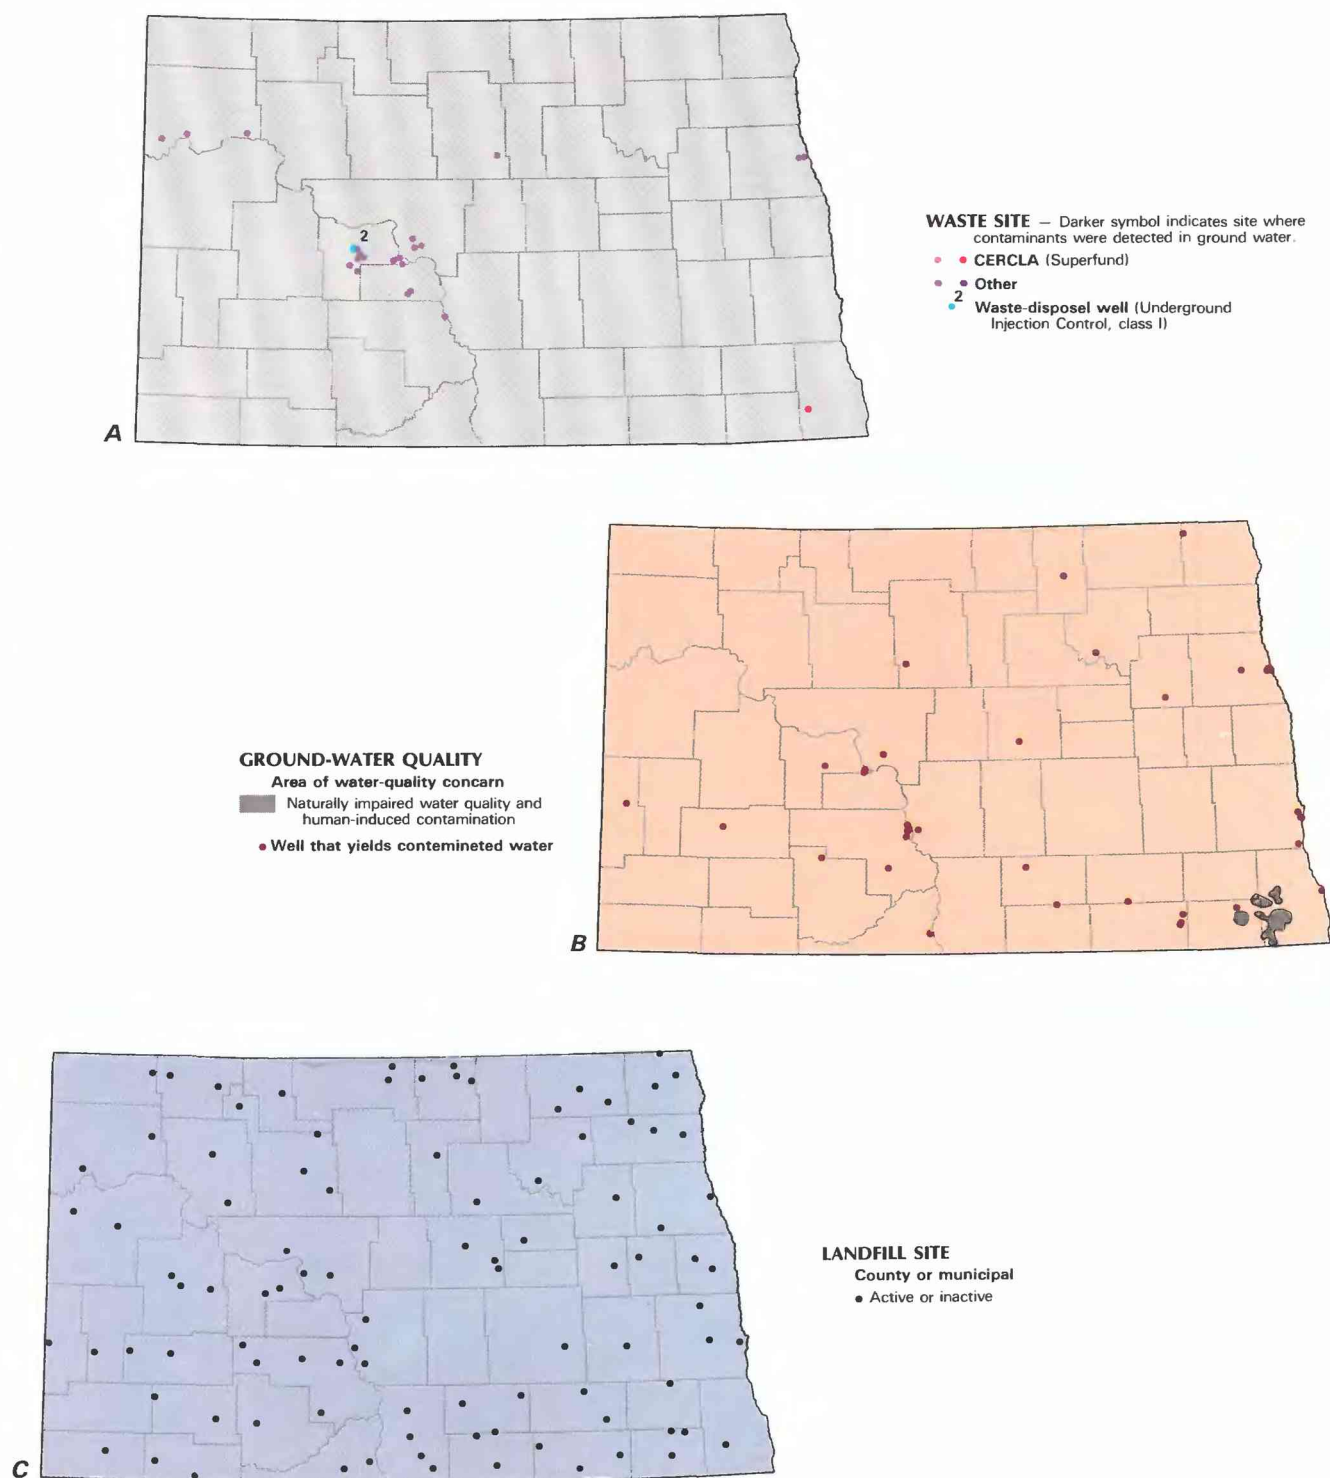 2
WASTE SITE — Darker symbol indicates site where
contaminants were detected in ground water.
CERCLA (Superfund)
Other
2
Waste-disposel well (Underground
Injection Control, class I)
A
GROUND-WATER QUALITY
Area of water-quality concarn
Naturally impaired water quality and
human-induced contamination
Well that yields contemineted water
B
LANDFILL SITE
County or municipal
Active or inactive
C